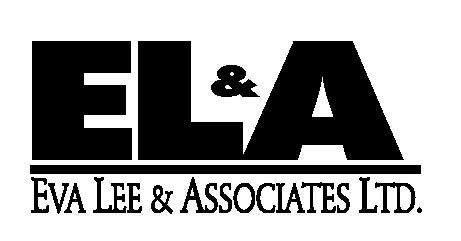 EL&A
EVA LEE & ASSOCIATES LTD.